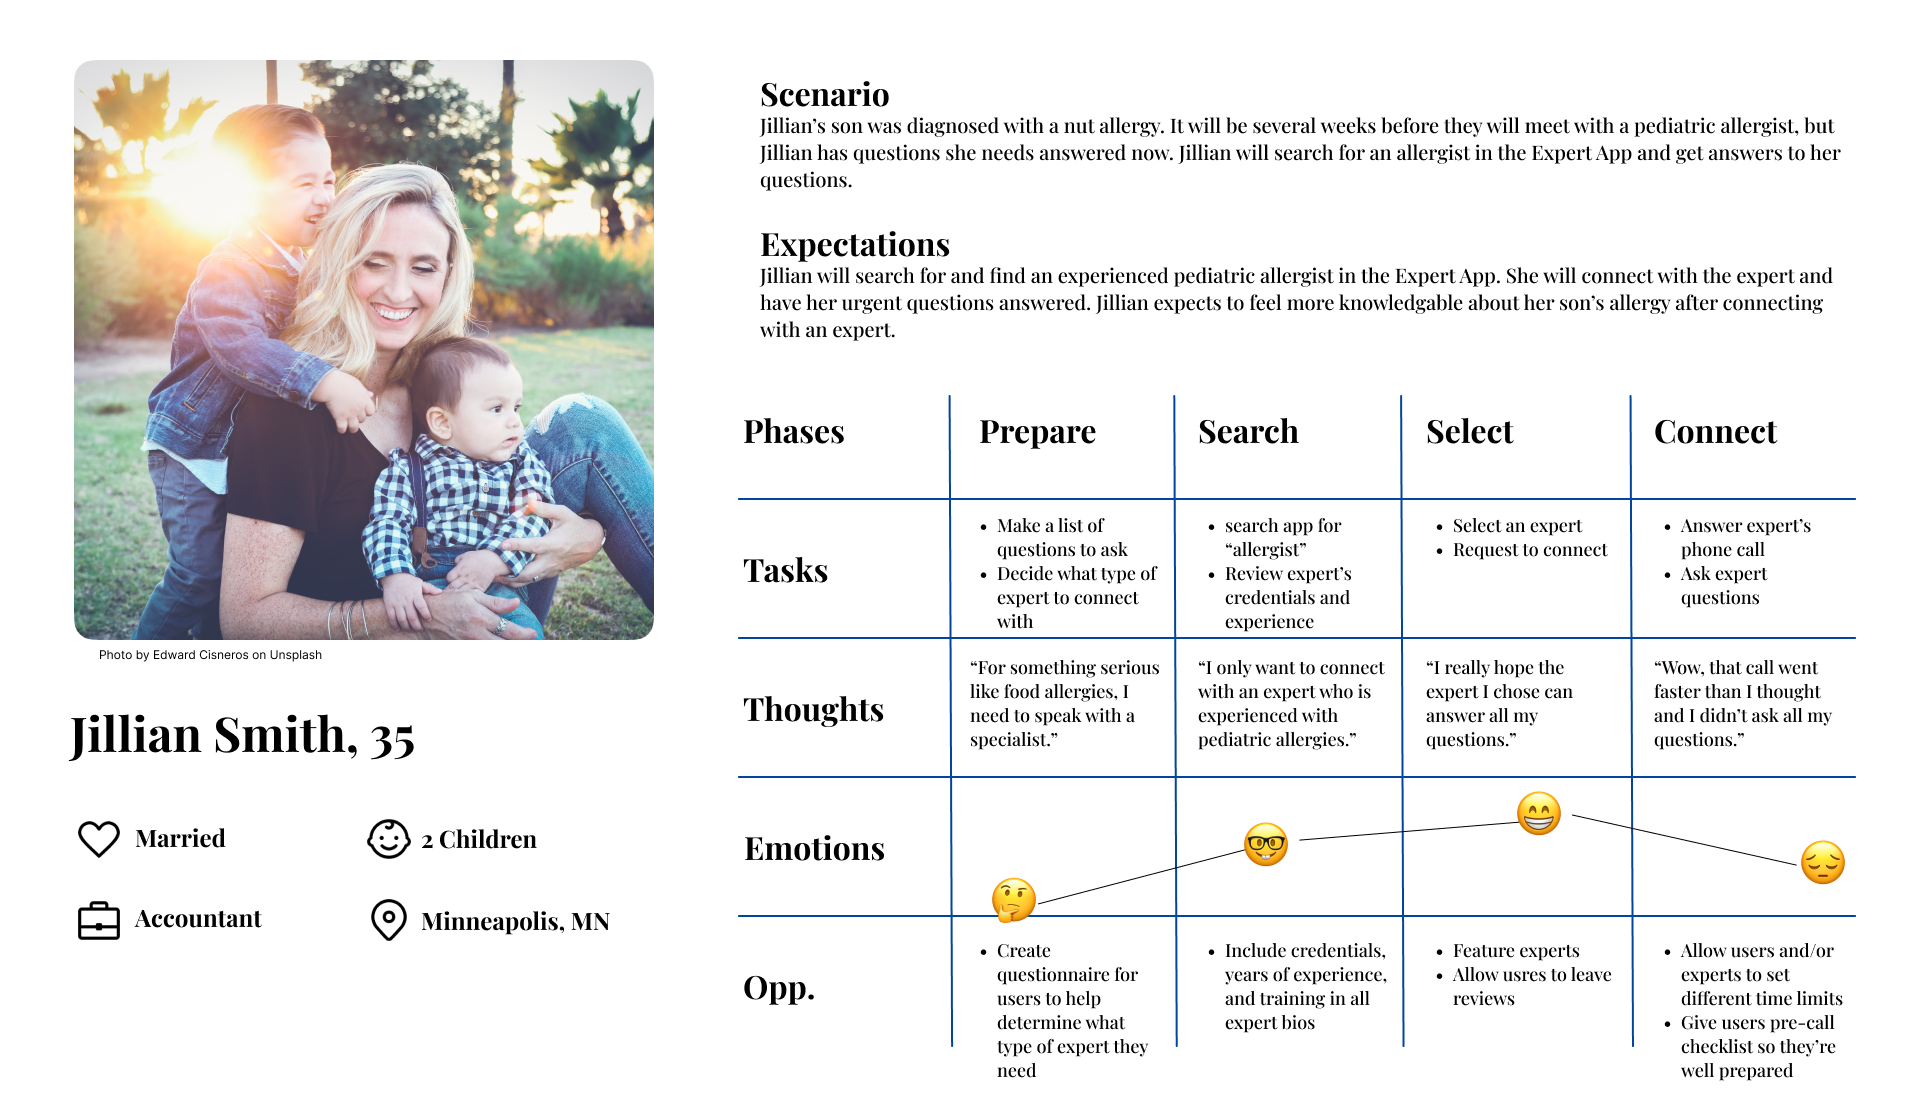 Photo by Edward Cisneros on Unsplash
Jillian Smith, 35
Married
2 Children
Accountant
Minneapolis, MN
Scenario
Jillian’s son was diagnosed with a nut allergy. It will be several weeks before they will meet with a pediatric allergist, but
Jillian has questions she needs answered now. Jillian will search for an allergist in the Expert App and get answers to her
questions.
Expectations
Jillian will search for and find an experienced pediatric allergist in the Expert App. She will connect with the expert and
have her urgent questions answered. Jillian expects to feel more knowledgable about her son’s allergy after connecting
with an expert.
Phases
Prepare
Search
Select
Connect
Tasks
• Make a list of
questions to ask
• Decide what type of
expert to connect
with
• search app for
“allergist”
• Review expert’s
credentials and
experience
• Select an expert
• Request to connect
• Answer expert’s
phone call
• Ask expert
questions
Thoughts
“For something serious
like food allergies, I
need to speak with a
specialist.”
“I only want to connect
with an expert who is
experienced with
pediatric allergies.”
“I really hope the
expert I chose can
answer all my
questions.”
“Wow, that call went
faster than I thought
and I didn’t ask all my
questions.”
Emotions
Opp.
• Create
questionnaire for
users to help
determine what
type of expert they
need
• Include credentials,
years of experience,
and training in all
expert bios
• Feature experts
• Allow usres to leave
reviews
• Allow users and/or
experts to set
different time limits
• Give users pre-call
checklist so they’re
well prepared